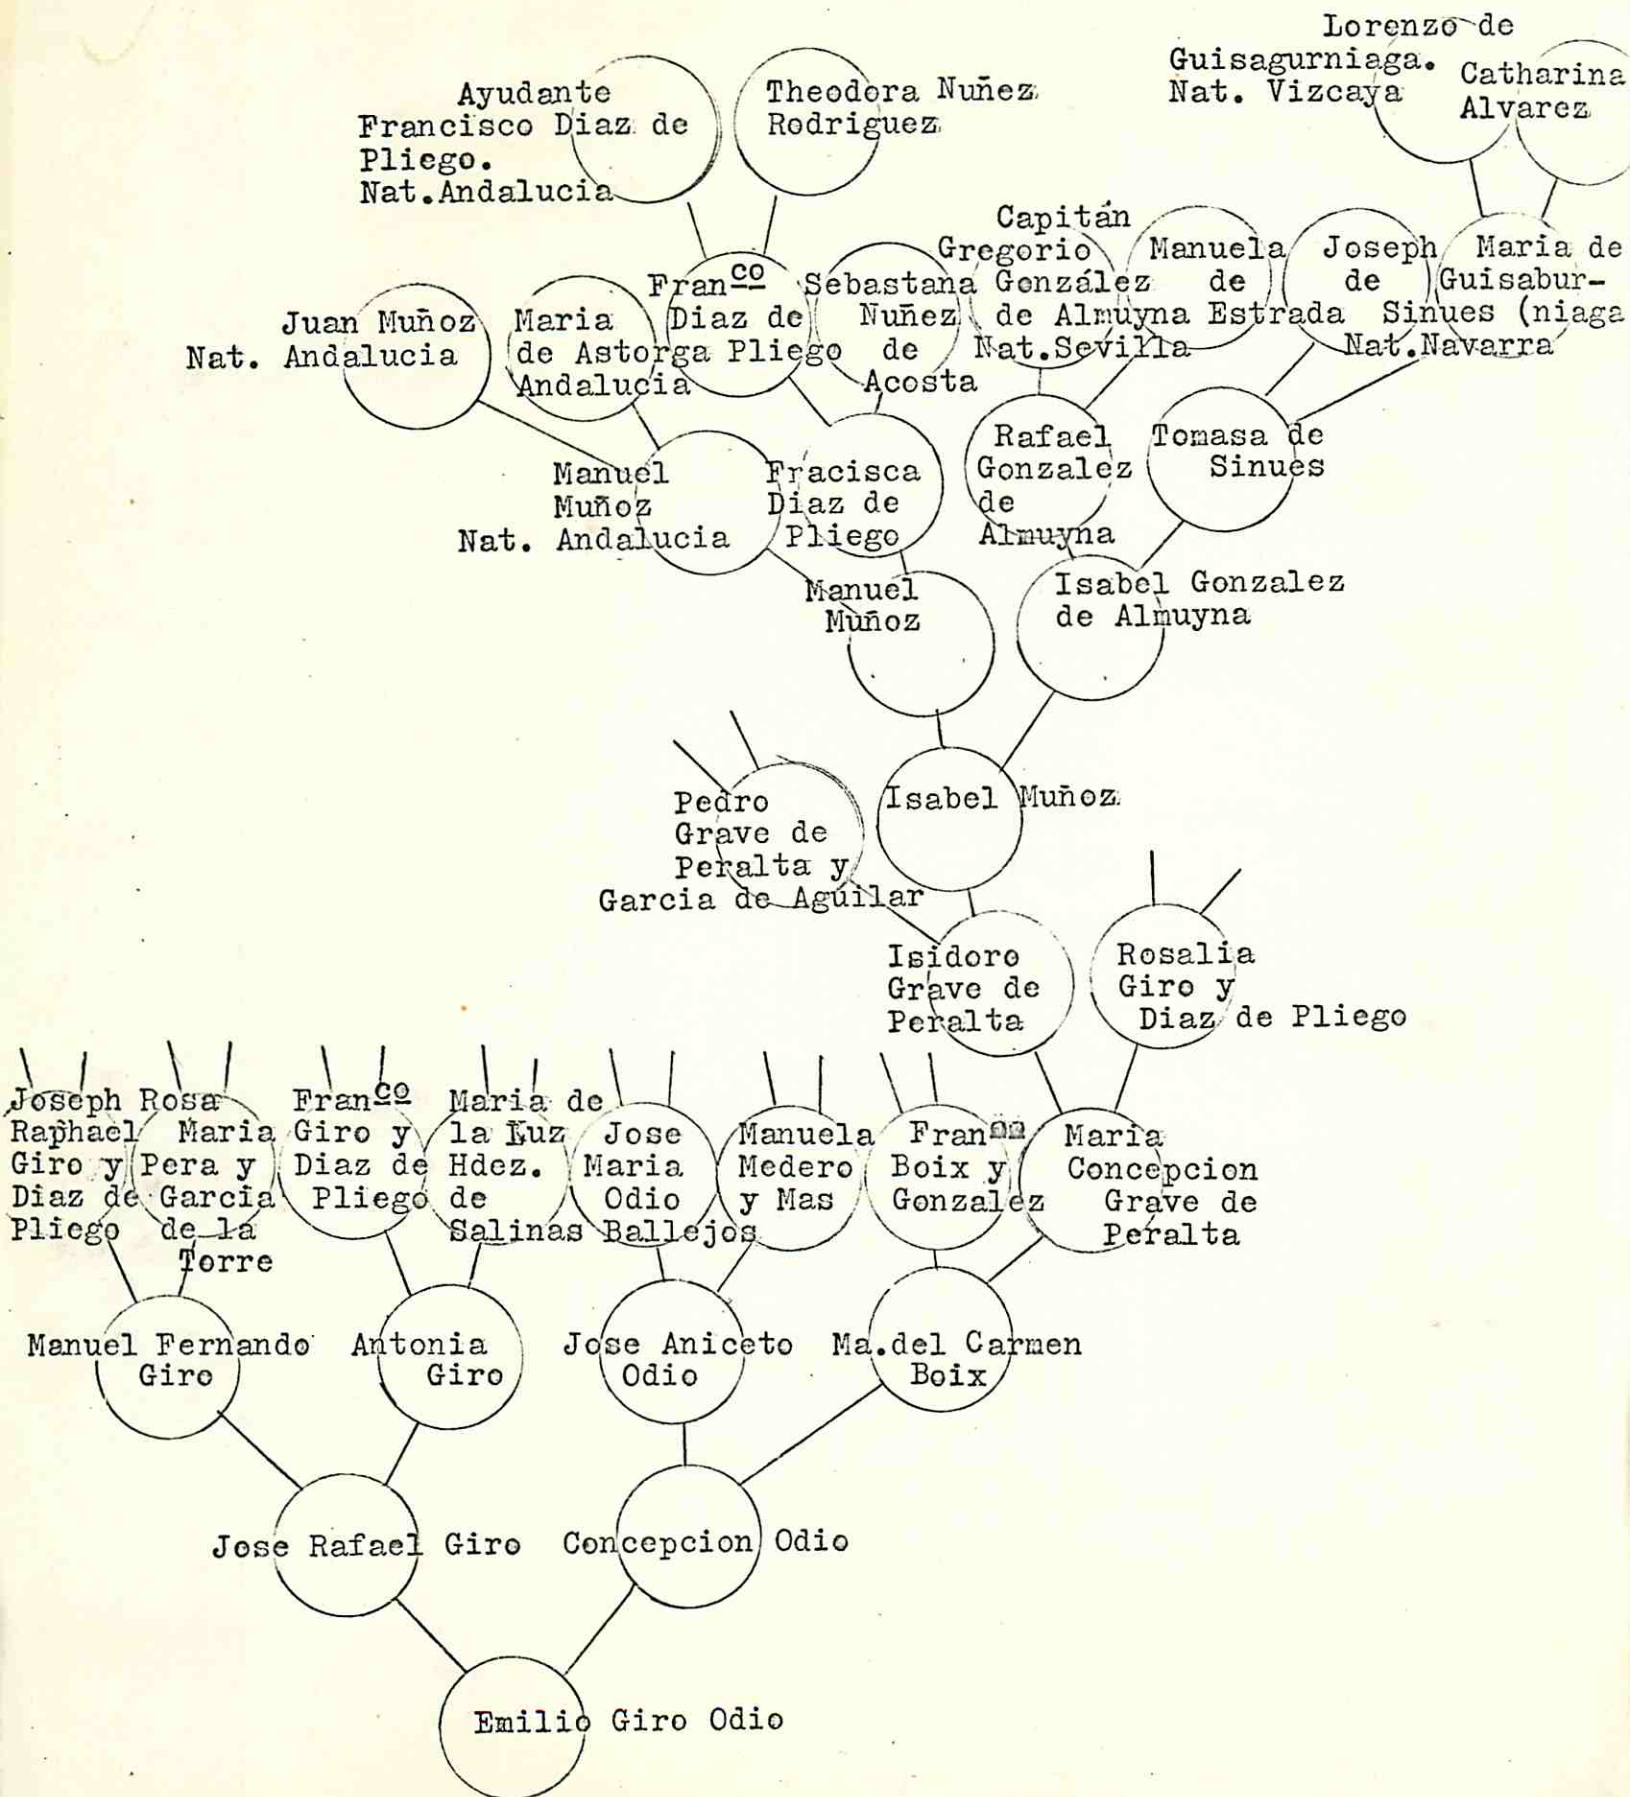 Lorenzo de
Guisagurniaga.
Nat. Vizcaya
Catharina
Alvarez
Ayudante
Francisco Diaz de
Pliego.
Nat.Andalucia
Theodora Nuñez
Rodriguez
Juan Muñoz
Nat. Andalucia
Maria
de Astorga
Andalucia
Franco
Diaz de
Pliego
Sebastana
Nuñez
de
Acosta
Capitán
Gregorio
González
de Almuyna
Nat.Sevilla
Manuela
de
Estrada
Joseph
de
Sinues
Nat.Navarra
Maria de
Guisabur-
(niaga
Manuel
Muñoz
Nat. Andalucia
Fracisca
Diaz de
Pliego
Rafael
Gonzalez
de
Almuyna
Tomasa de
Sinues
Manuel
Muñoz
Isabel Gonzalez
de Almuyna
Pedro
Grave de
Peralta y
Garcia de Aguilar
Isabel Muñoz
Isidoro
Grave de
Peralta
Rosalia
Giro y
Diaz de Pliego
Joseph
Raphael
Giro y
Diaz de
Pliego
Rosa
Maria
Pera y
Garcia
de la
Torre
Franco
Giro y
Diaz de
Pliego
Maria de
la Luz
Hdez.
de
Salinas
Jose
Maria
Odio
Ballejos
Manuela
Medero
y Mas
Fran
Boix y
Gonzalez
Maria
Concepcion
Grave de
Peralta
Manuel Fernando
Giro
Antonia
Giro
Jose Aniceto
Odio
Ma.del Carmen
Boix
Jose Rafael Giro
Concepcion Odio
Emilio Giro Odio